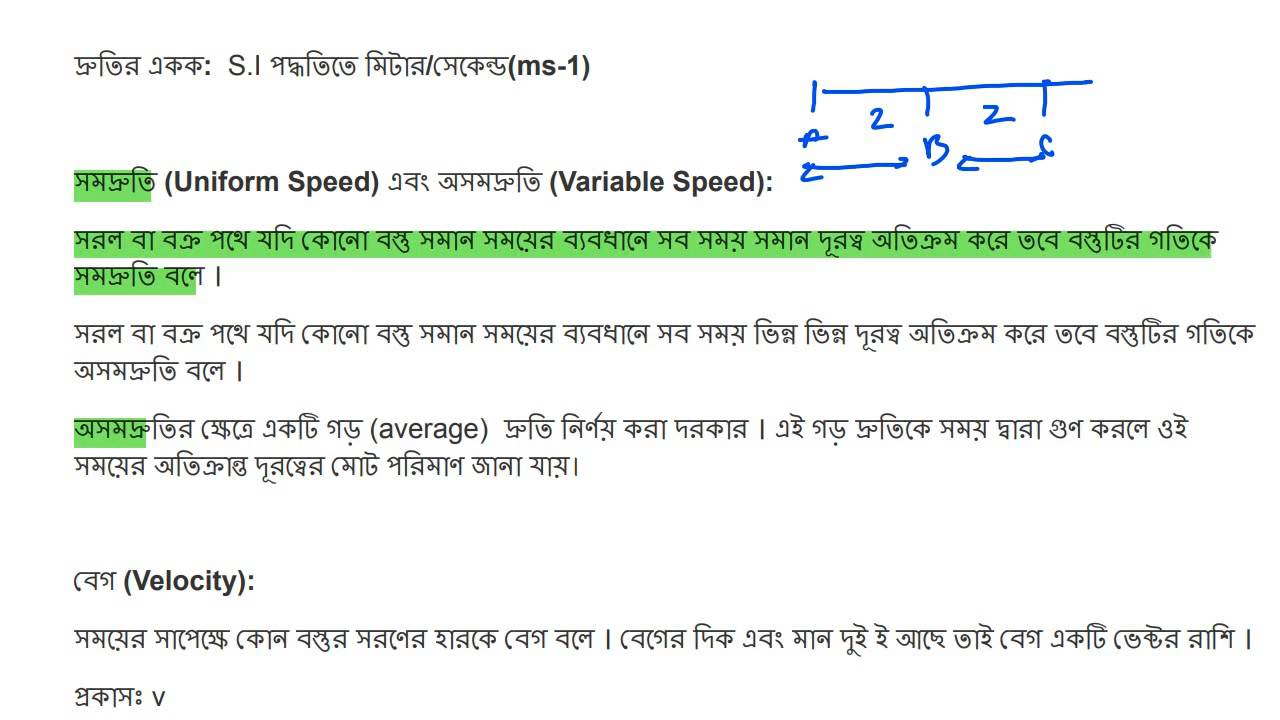 দ্রুতির একক:  S.I পদ্ধতিতে মিটার/সেকেন্ড(ms-1)
2 2
A B C
সমদ্রুতি (Uniform Speed) এবং অসমদ্রুতি (Variable Speed):
সরল বা বক্র পথে যদি কোনো বস্তু সমান সময়ের ব্যবধানে সব সময় সমান দূরত্ব অতিক্রম করে তবে বস্তুটির গতিকে
সমদ্রুতি বলে ।
সরল বা বক্র পথে যদি কোনো বস্তু সমান সময়ের ব্যবধানে সব সময় ভিন্ন ভিন্ন দূরত্ব অতিক্রম করে তবে বস্তুটির গতিকে
অসমদ্রুতি বলে ।
অসমদ্রুতির ক্ষেত্রে একটি গড় (average)  দ্রুতি নির্ণয় করা দরকার । এই গড় দ্রুতিকে সময় দ্বারা গুণ করলে ওই
সময়ের অতিক্রান্ত দূরত্বের মোট পরিমাণ জানা যায়।
বেগ (Velocity):
সময়ের সাপেক্ষে কোন বস্তুর সরণের হারকে বেগ বলে । বেগের দিক এবং মান দুই ই আছে তাই বেগ একটি ভেক্টর রাশি ।
প্রকাসঃ v